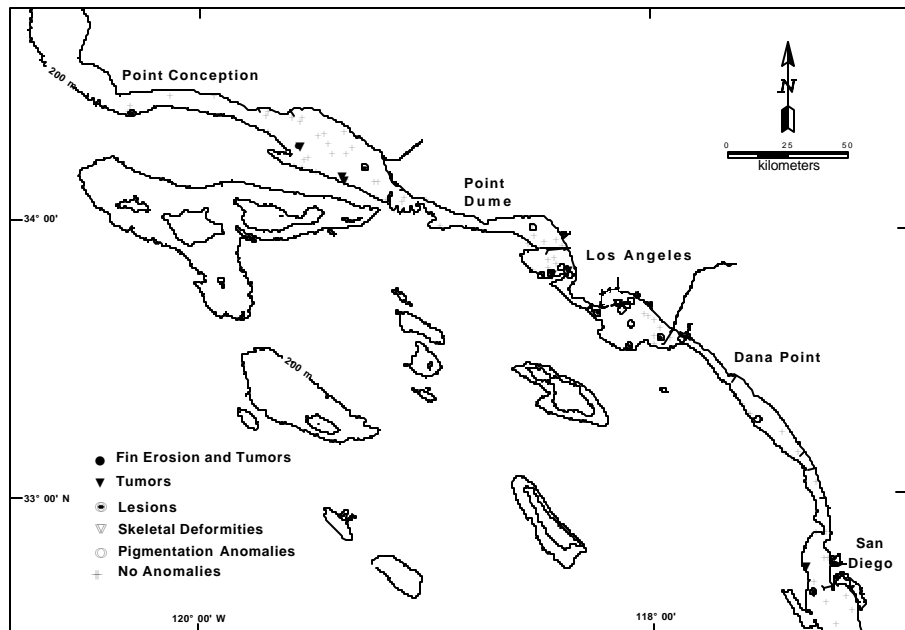 200 m
Point Conception
N
0 25 50
kilometers
Point
Dume
34° 00'
Los Angeles
Dana Point
200 m
Fin Erosion and Tumors
Tumors
Lesions
Skeletal Deformities
Pigmentation Anomalies
No Anomalies
33° 00' N
San
Diego
120° 00' W
118° 00'